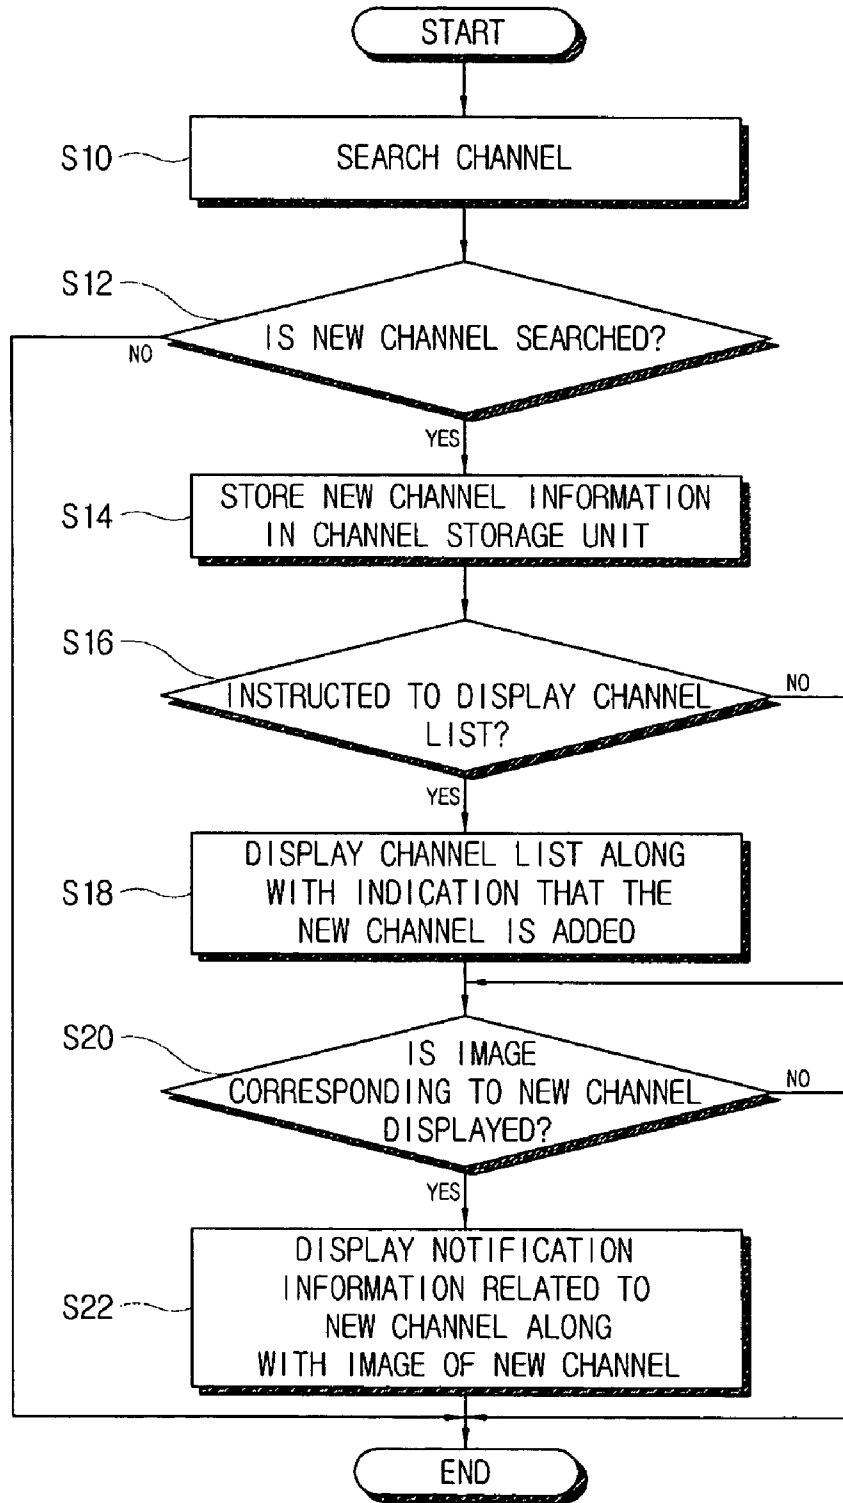 START
S10
SEARCH CHANNEL
S12
IS NEW CHANNEL SEARCHED?
NO
YES
S14
STORE NEW CHANNEL INFORMATION
IN CHANNEL STORAGE UNIT
S16
INSTRUCTED TO DISPLAY CHANNEL
LIST?
NO
YES
S18
DISPLAY CHANNEL LIST ALONG
WITH INDICATION THAT THE
NEW CHANNEL IS ADDED
S20
IS IMAGE
CORRESPONDING TO NEW CHANNEL
DISPLAYED?
NO
YES
S22
DISPLAY NOTIFICATION
INFORMATION RELATED TO
NEW CHANNEL ALONG
WITH IMAGE OF NEW CHANNEL
END